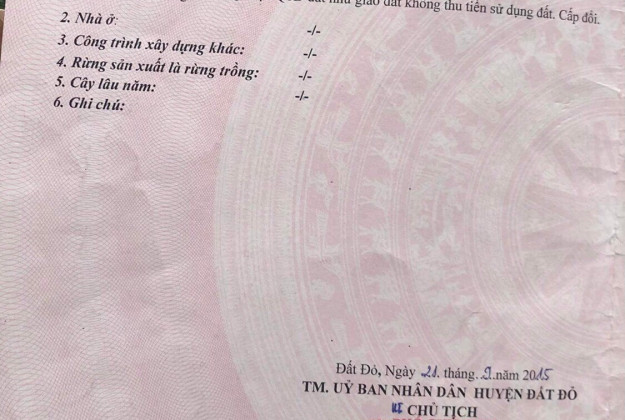 như giao đất không thu tiền sử dụng đất. Cấp đổi.
2. Nhà ở: -/-
3. Công trình xây dựng khác: -/-
4. Rừng sản xuất là rừng trồng: -/-
5. Cây lâu năm: -/-
6. Ghi chú:
Đất Đỏ, Ngày 21. tháng. 9.năm 2015
TM. UỶ BAN NHÂN DÂN HUYỆN ĐẤT ĐỎ
KT CHỦ TỊCH